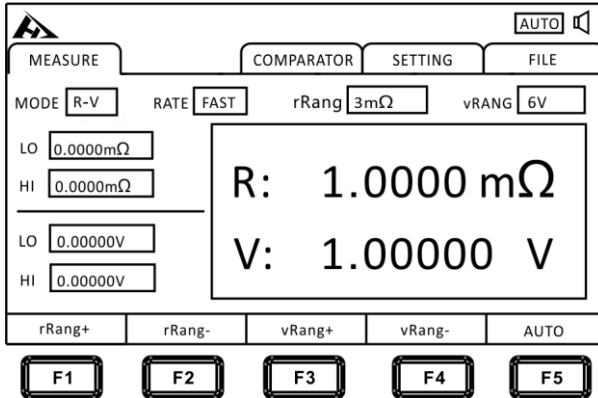 AUTO
MEASURE COMPARATOR SETTING FILE
MODE R-V RATE FAST rRang 3mΩ vRANG 6V
LO 0.0000mΩ
HI 0.0000mΩ
R: 1.0000 mΩ
LO 0.00000V
HI 0.00000V
V: 1.00000 V
rRang+ rRang- vRang+ vRang- AUTO
F1 F2 F3 F4 F5